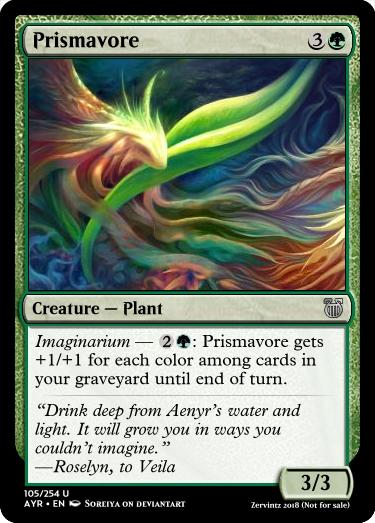 Prismavore 3
Creature — Plant
Imaginarium — 2: Prismavore gets
+1/+1 for each color among cards in
your graveyard until end of turn.
“Drink deep from Aenyr's water and
light. It will grow you in ways you
couldn't imagine.”
—Roselyn, to Veila
3/3
105/254 U
AYR • EN Soreiya on deviantart
Zervintz 2018 (Not for sale)